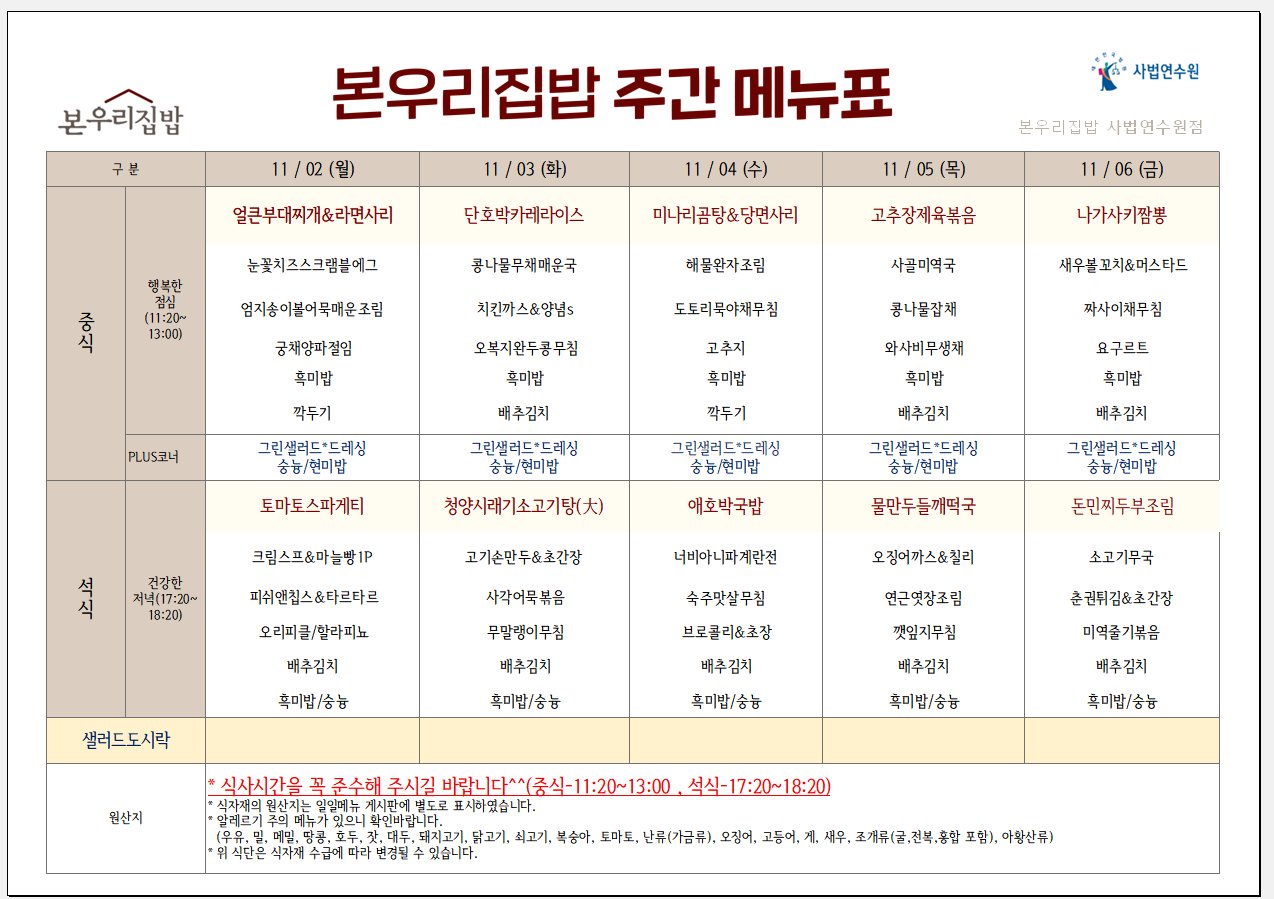 본우리집밥
본우리집밥 주간 메뉴표
사법연수원
본우리집밥 사법연수원점
구 분
11 / 02 (월)
11 / 03 (화)
11 / 04 (수)
11 / 05 (목)
11 / 06 (금)
중식
행복한
점심
(11:20~
13:00)
얼큰부대찌개&라면사리
단호박카레라이스
미나리곰탕&당면사리
고추장제육볶음
나가사키짬뽕
눈꽃치즈스크램블에그
콩나물무채매운국
해물완자조림
사골미역국
새우볼꼬치&머스타드
엄지송이볼어묵매운조림
치킨까스&양념s
도토리묵야채무침
콩나물잡채
짜사이채무침
궁채양파절임
오복지완두콩무침
고추지
와사비무생채
요구르트
흑미밥
흑미밥
흑미밥
흑미밥
흑미밥
깍두기
배추김치
깍두기
배추김치
배추김치
PLUS코너
그린샐러드*드레싱
숭늉/현미밥
그린샐러드*드레싱
숭늉/현미밥
그린샐러드*드레싱
숭늉/현미밥
그린샐러드*드레싱
숭늉/현미밥
그린샐러드*드레싱
숭늉/현미밥
석식
건강한
저녁(17:20~
18:20)
토마토스파게티
청양시래기소고기탕(大)
애호박국밥
물만두들깨떡국
돈민찌두부조림
크림스프&마늘빵1P
고기손만두&초간장
너비아니파계란전
오징어까스&칠리
소고기무국
피쉬앤칩스&타르타르
사각어묵볶음
숙주맛살무침
연근엿장조림
춘권튀김&초간장
오리피클/할라피뇨
무말랭이무침
브로콜리&초장
깻잎지무침
미역줄기볶음
배추김치
배추김치
배추김치
배추김치
배추김치
흑미밥/숭늉
흑미밥/숭늉
흑미밥/숭늉
흑미밥/숭늉
흑미밥/숭늉
샐러드도시락
원산지
* 식사시간을 꼭 준수해 주시길 바랍니다^^(중식-11:20~13:00 , 석식-17:20~18:20)
* 식자재의 원산지는 일일메뉴 게시판에 별도로 표시하였습니다.
* 알레르기 주의 메뉴가 있으니 확인바랍니다.
(우유, 밀, 메밀, 땅콩, 호두, 잣, 대두, 돼지고기, 닭고기, 쇠고기, 복숭아, 토마토, 난류(가금류), 오징어, 고등어, 게, 새우, 조개류(굴,전복,홍합 포함), 아황산류)
* 위 식단은 식자재 수급에 따라 변경될 수 있습니다.